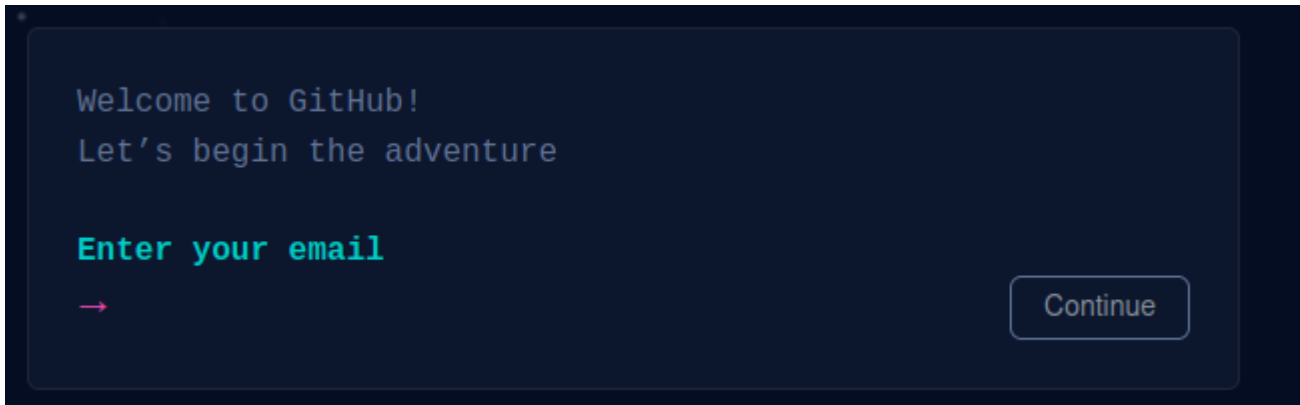 Welcome to GitHub!
Let’s begin the adventure
Enter your email
→
Continue